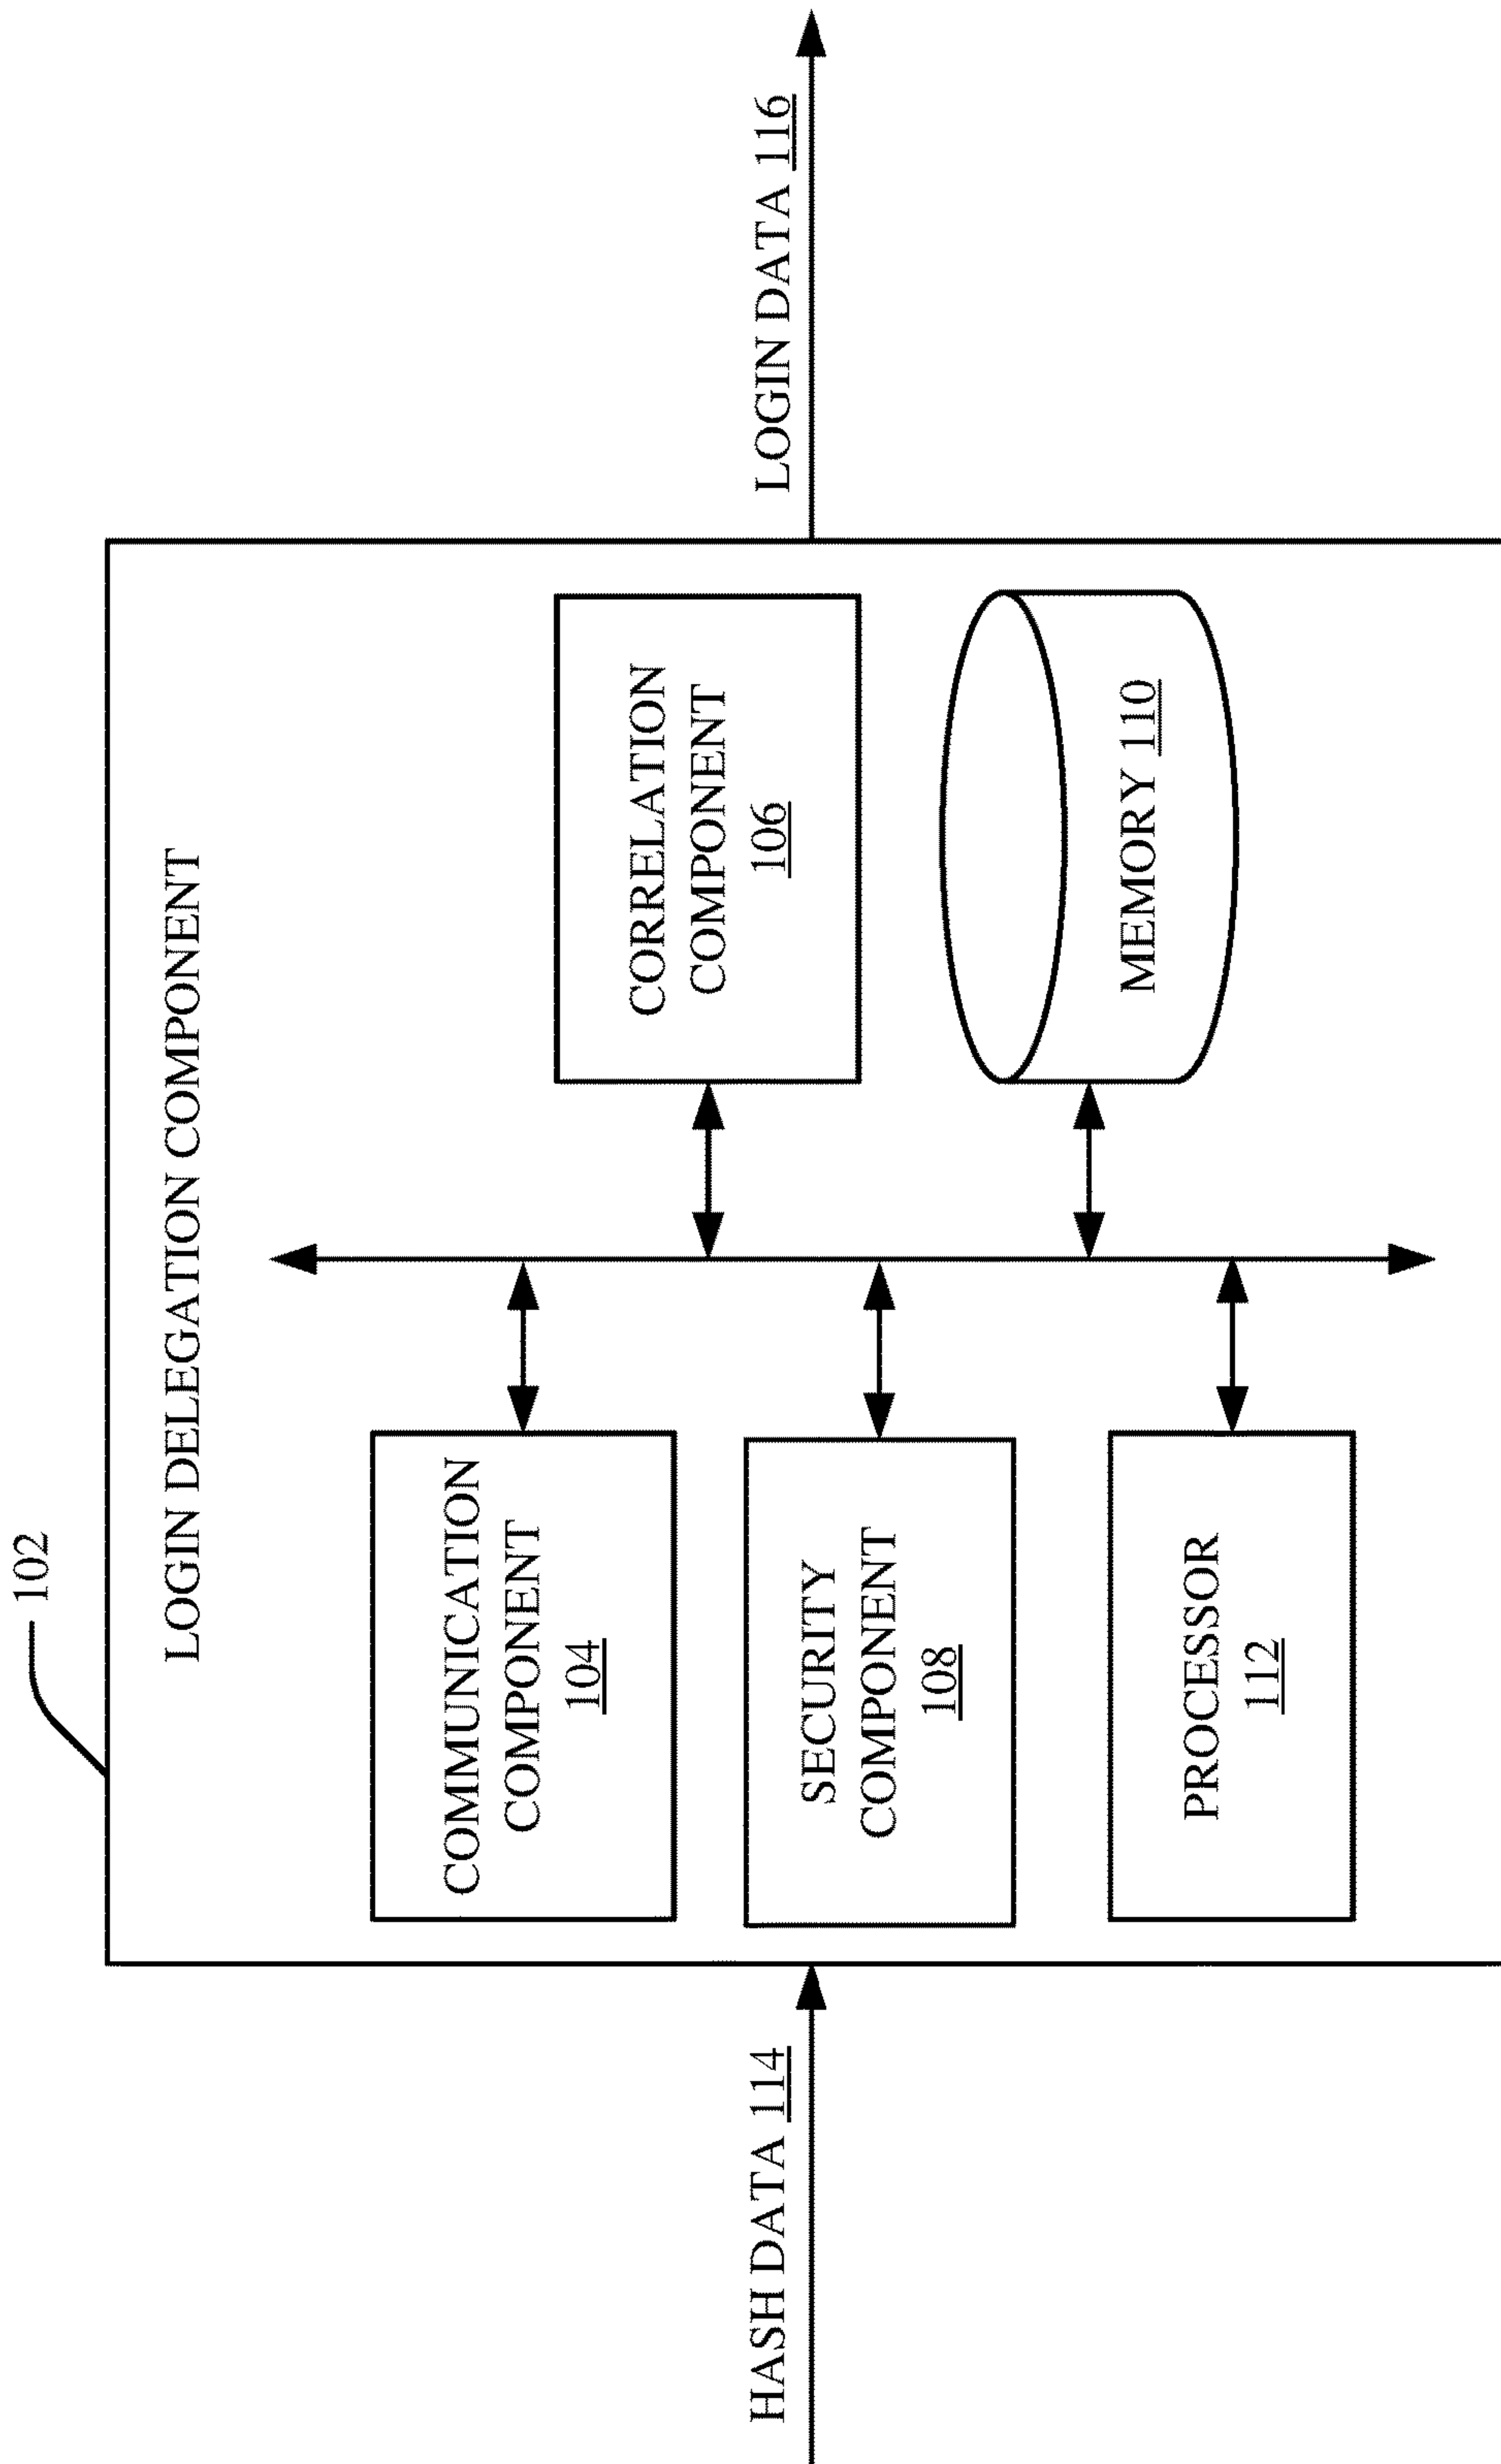 102
LOGIN DELEGATION COMPONENT
COMMUNICATION
COMPONENT
104
CORRELATION
COMPONENT
106
HASH DATA 114
LOGIN DATA 116
SECURITY
COMPONENT
108
MEMORY 110
PROCESSOR
112